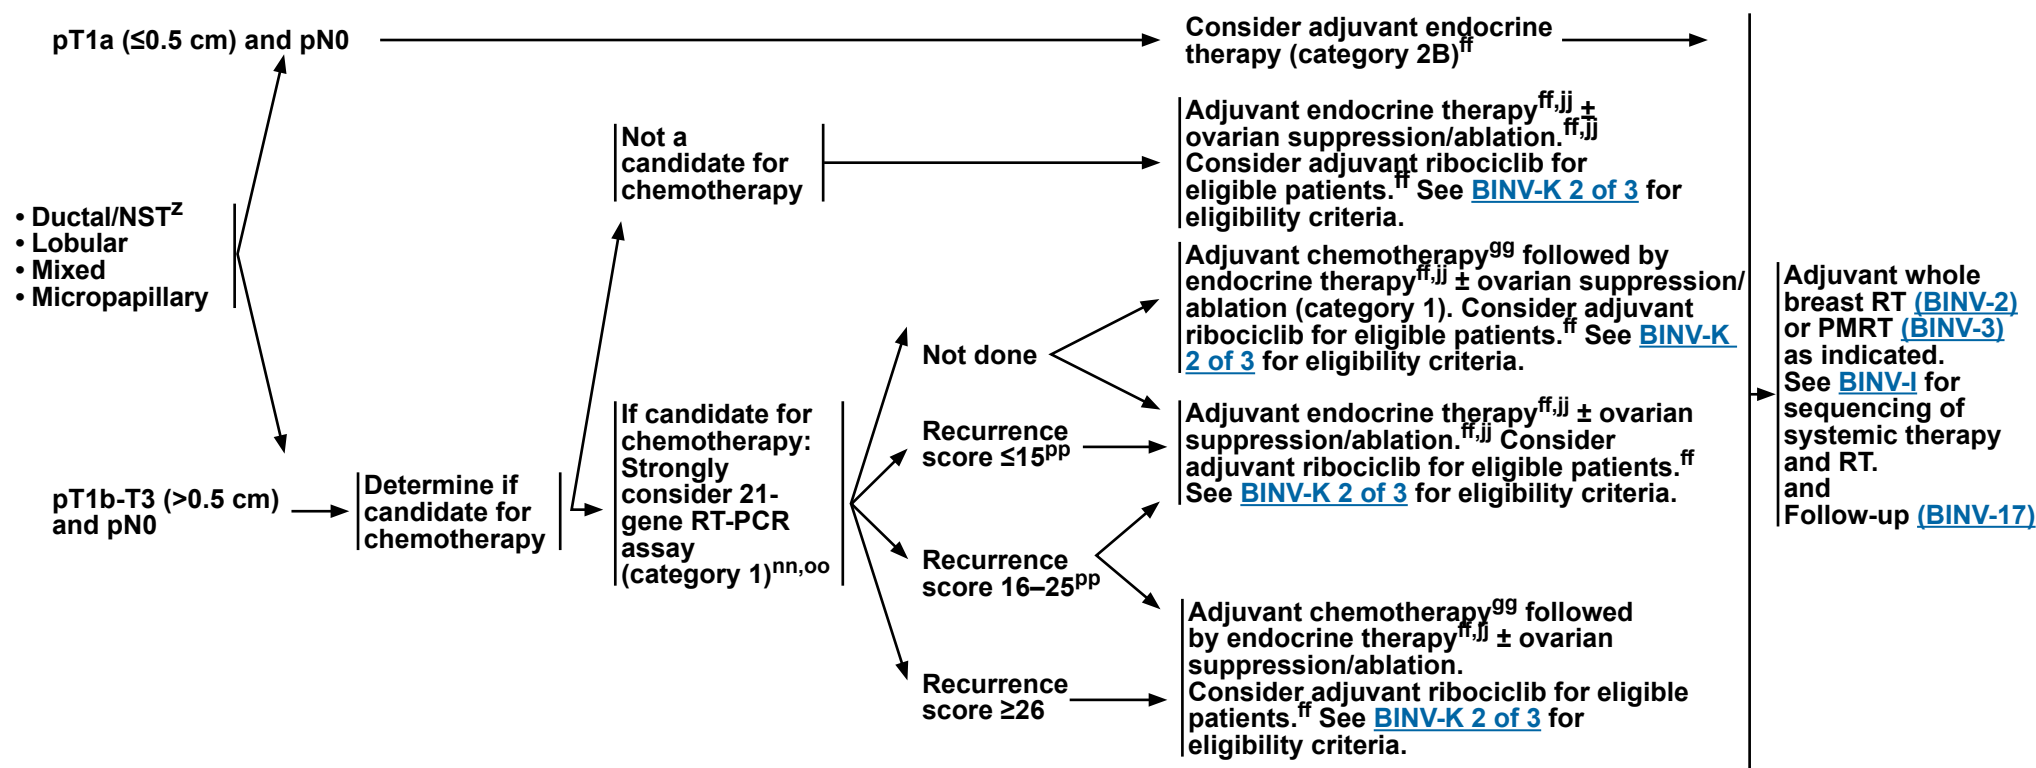 pT1a (≤0.5 cm) and pN0
Consider adjuvant endocrine
therapy (category 2B)ff
• Ductal/NSTz
• Lobular
• Mixed
• Micropapillary
pT1b-T3 (>0.5 cm)
and pN0
Determine if
candidate for
chemotherapy
Not a
candidate for
chemotherapy
Adjuvant endocrine therapyff,jj ±
ovarian suppression/ablation.ff,jj
Consider adjuvant ribociclib for
eligible patients.ff See BINV-K 2 of 3 for
eligibility criteria.
If candidate for
chemotherapy:
Strongly
consider 21-
gene RT-PCR
assay
(category 1)nn,oo
Not done
Adjuvant chemotherapygg followed by
endocrine therapyff,jj ± ovarian suppression/
ablation (category 1). Consider adjuvant
ribociclib for eligible patients.ff See BINV-K
2 of 3 for eligibility criteria.
Recurrence
score ≤15pp
Adjuvant endocrine therapyff,jj ± ovarian
suppression/ablation.ff,jj Consider
adjuvant ribociclib for eligible patients.ff
See BINV-K 2 of 3 for eligibility criteria.
Recurrence
score 16–25pp
Recurrence
score ≥26
Adjuvant chemotherapygg followed
by endocrine therapyff,jj ± ovarian
suppression/ablation.
Consider adjuvant ribociclib for eligible
patients.ff See BINV-K 2 of 3 for
eligibility criteria.
Adjuvant whole
breast RT (BINV-2)
or PMRT (BINV-3)
as indicated.
See BINV-I for
sequencing of
systemic therapy
and RT.
and
Follow-up (BINV-17)